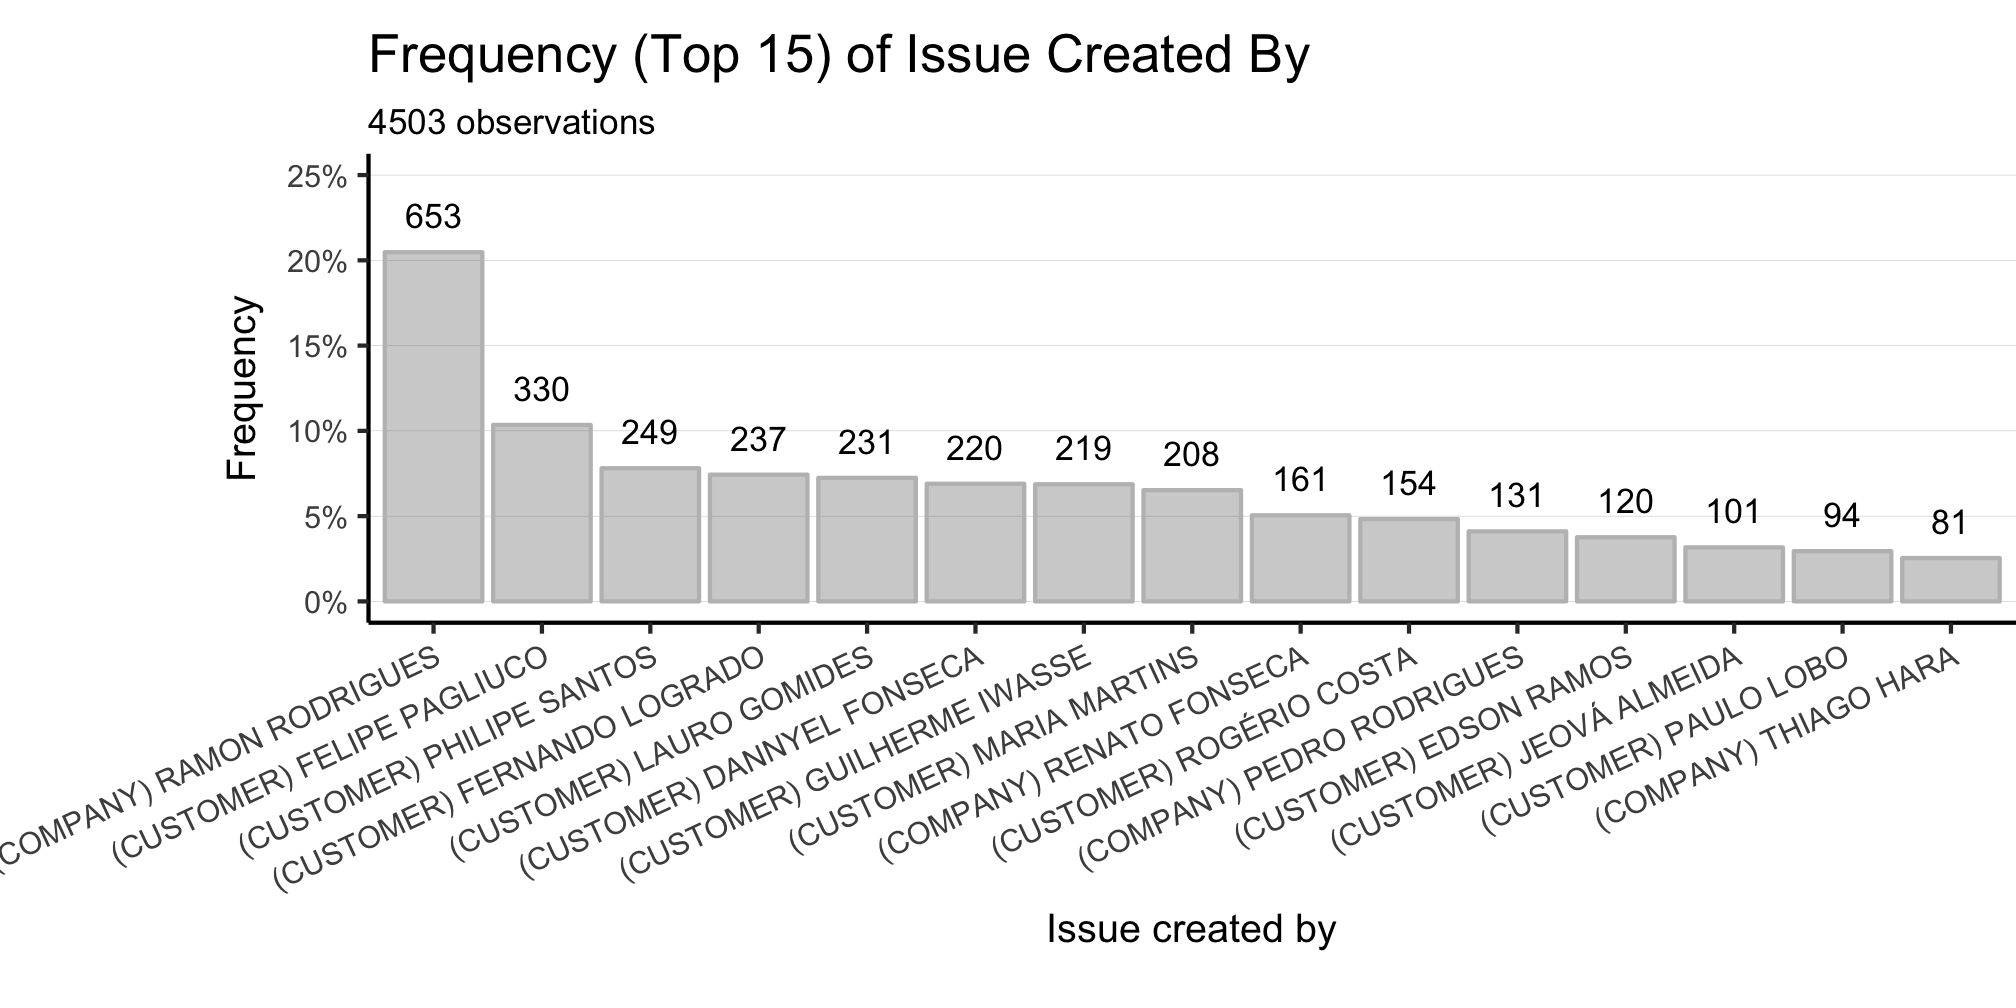 Frequency (Top 15) of Issue Created By
4503 observations
25%
20%
15%
10%
5%
0%
Frequency
653
330
249
237
231
220
219
208
161
154
131
120
101
94
81
COMPANY) RAMON RODRIGUES
(CUSTOMER) FELIPE PAGLIUCO
(CUSTOMER) PHILIPE SANTOS
(CUSTOMER) FERNANDO LOGRADO
(CUSTOMER) LAURO GOMIDES
(CUSTOMER) DANNYEL FONSECA
(CUSTOMER) GUILHERME IWASSE
(CUSTOMER) MARIA MARTINS
(COMPANY) RENATO FONSECA
(CUSTOMER) ROGÉRIO COSTA
(COMPANY) PEDRO RODRIGUES
(CUSTOMER) EDSON RAMOS
(CUSTOMER) JEOVÁ ALMEIDA
(CUSTOMER) PAULO LOBO
(COMPANY) THIAGO HARA
Issue created by